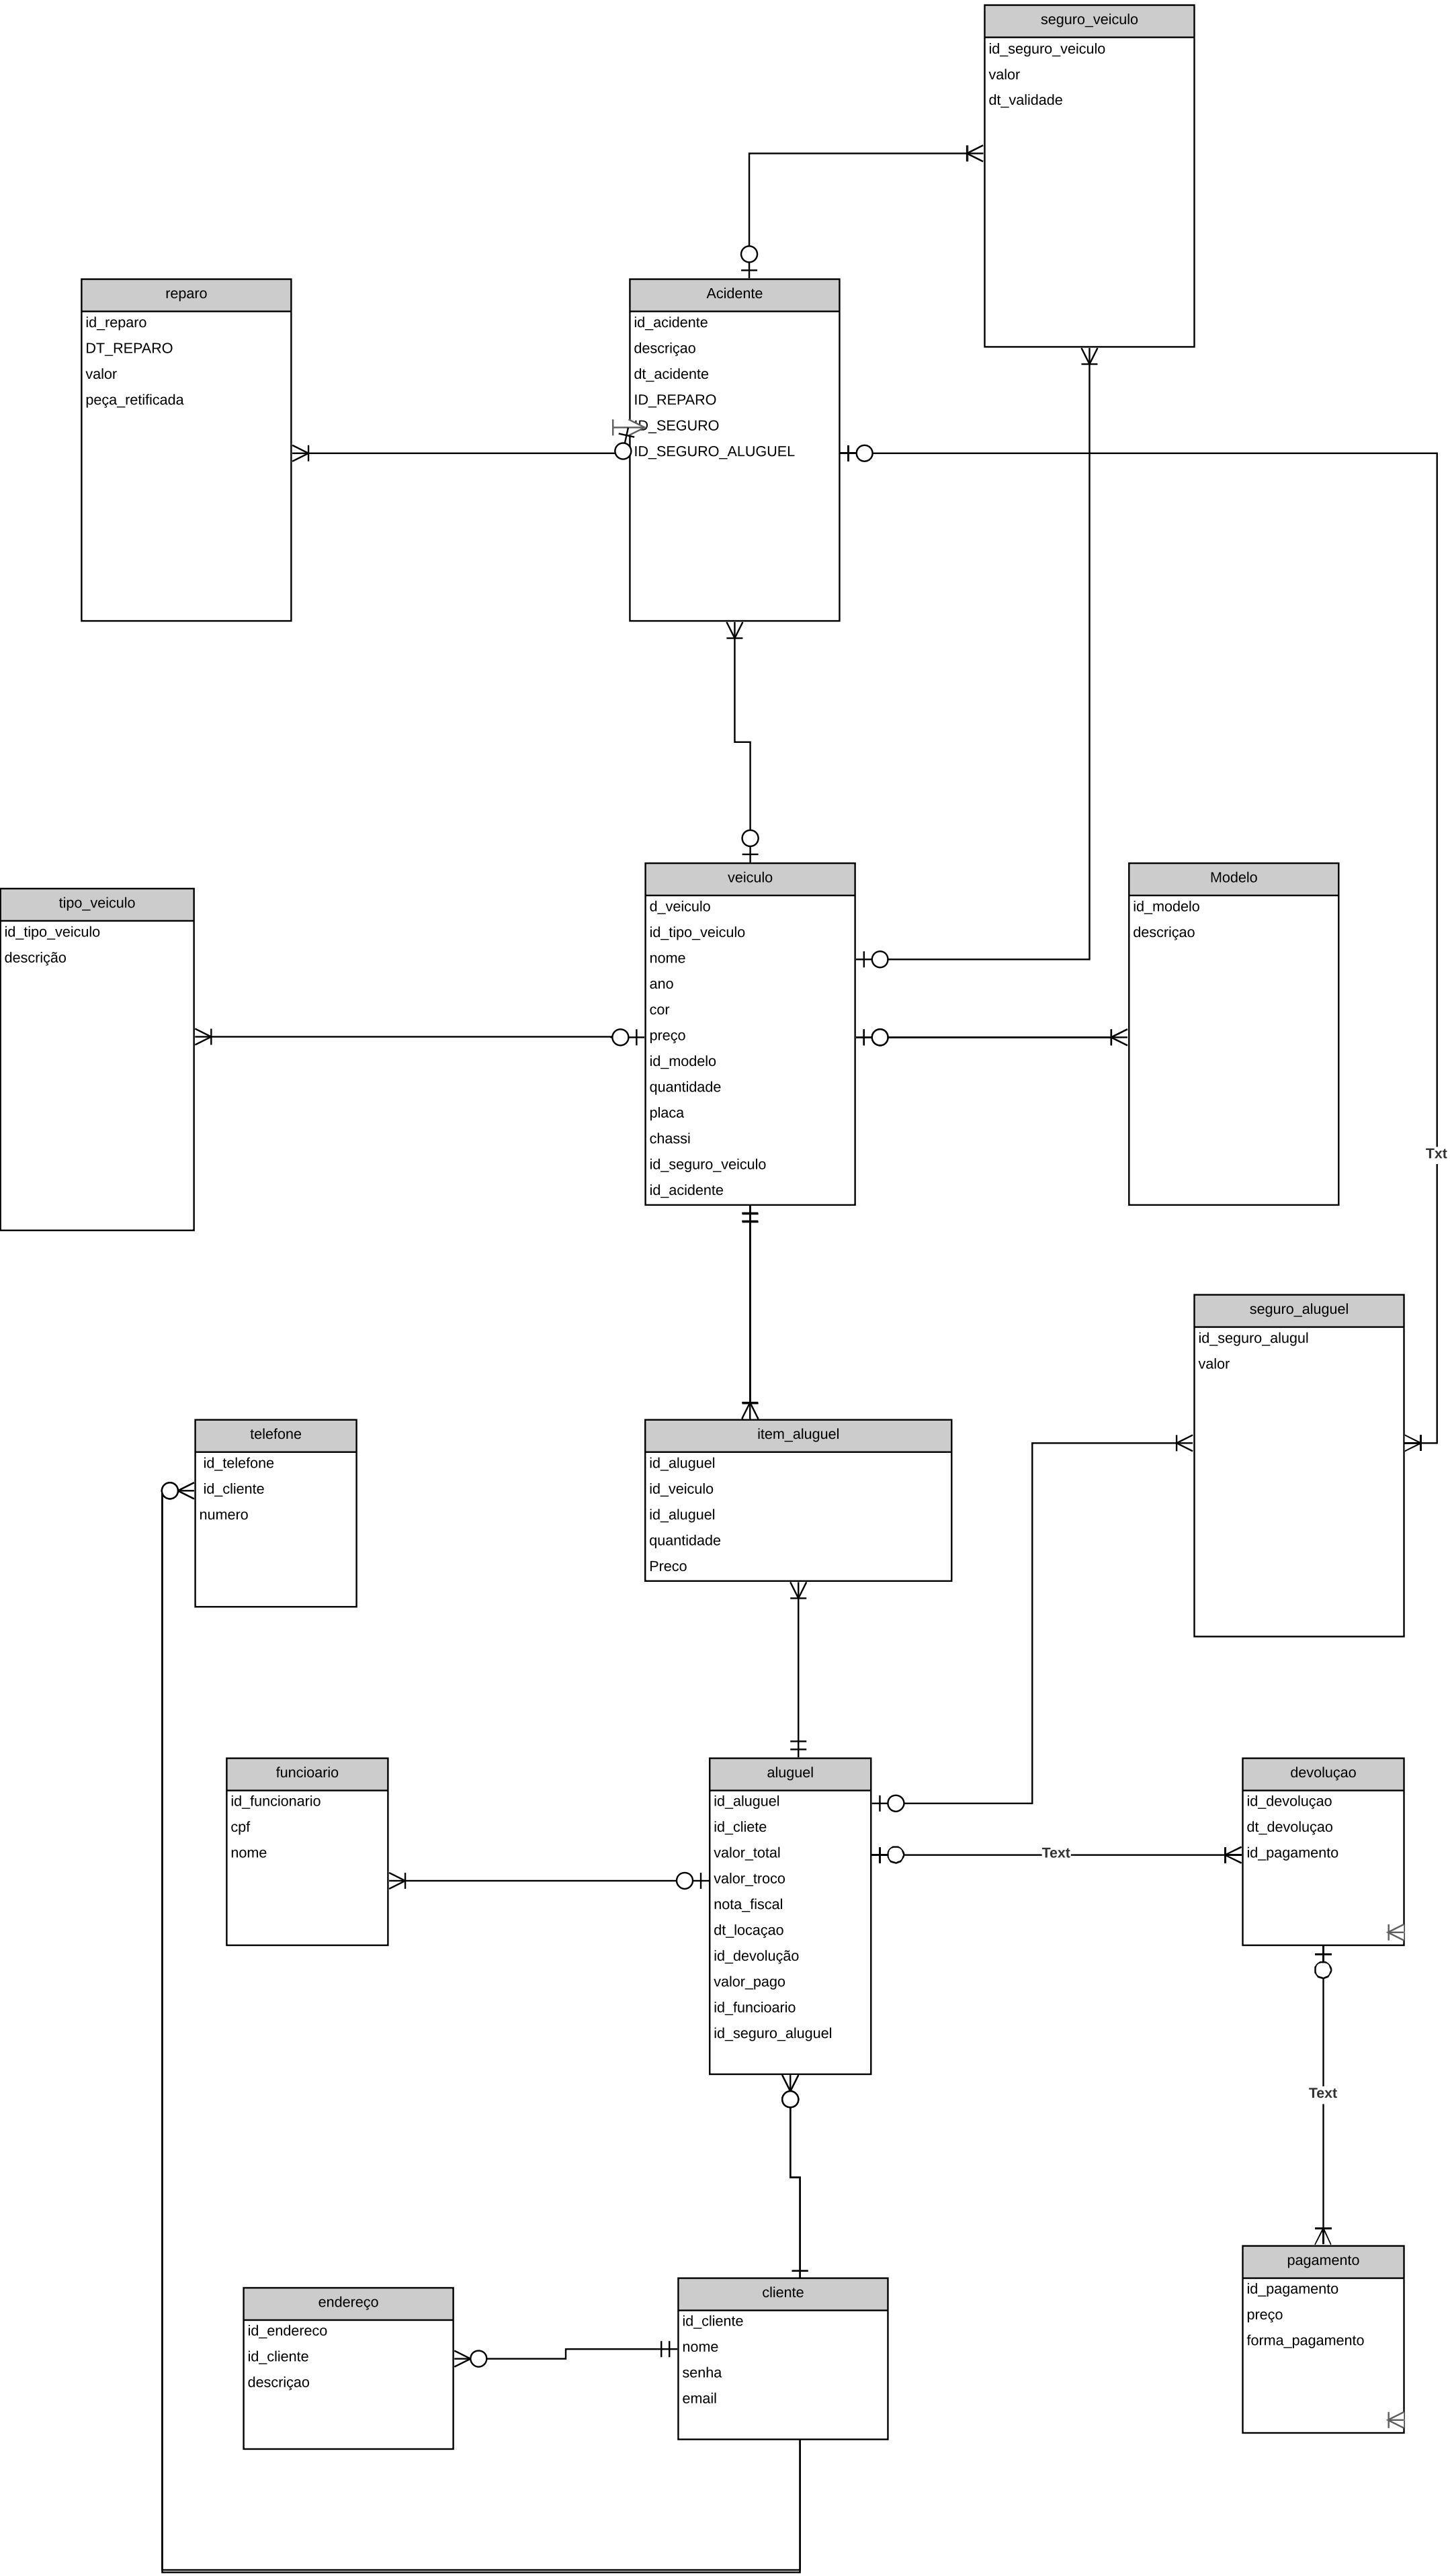 seguro_veiculo
id_seguro_veiculo
valor
dt_validade
reparo
id_reparo
DT_REPARO
valor
peça_retificada
Acidente
id_acidente
descriçao
dt_acidente
ID_REPARO
ID_SEGURO
ID_SEGURO_ALUGUEL
tipo_veiculo
id_tipo_veiculo
descrição
veiculo
d_veiculo
id_tipo_veiculo
nome
ano
cor
preço
id_modelo
quantidade
placa
chassi
id_seguro_veiculo
id_acidente
Modelo
id_modelo
descriçao
Txt
seguro_aluguel
id_seguro_alugul
valor
telefone
id_telefone
id_cliente
numero
item_aluguel
id_aluguel
id_veiculo
id_aluguel
quantidade
Preco
funcioario
id_funcionario
cpf
nome
aluguel
id_aluguel
id_cliete
valor_total
valor_troco
nota_fiscal
dt_locaçao
id_devolução
valor_pago
id_funcioario
id_seguro_aluguel
Text
devoluçao
id_devoluçao
dt_devoluçao
id_pagamento
Text
endereço
id_endereco
id_cliente
descriçao
cliente
id_cliente
nome
senha
email
pagamento
id_pagamento
preço
forma_pagamento